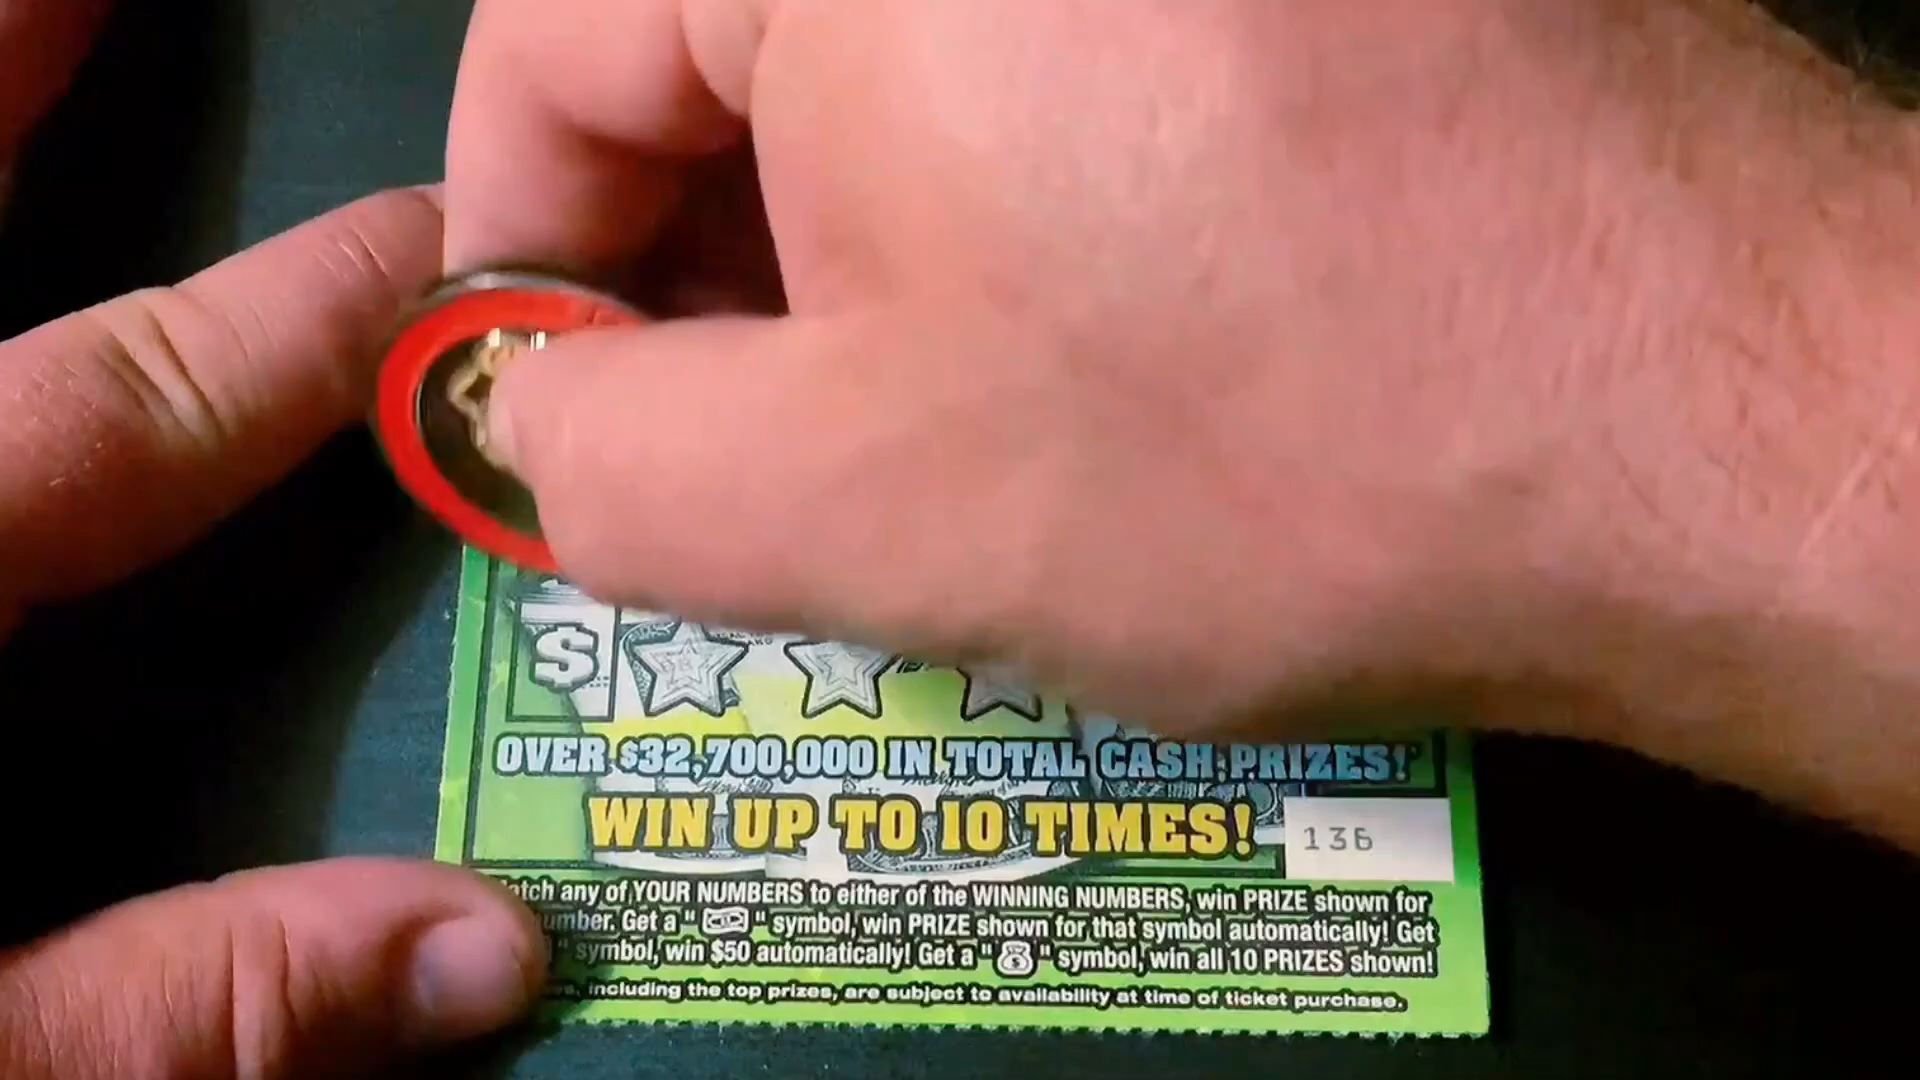 $
OVER $32,700,000 IN TOTAL CASH PRIZES!
WIN UP TO 10 TIMES!
136
atch any of YOUR NUMBERS to either of the WINNING NUMBERS, win PRIZE shown for
umber. Get a " " symbol, win PRIZE shown for that symbol automatically! Get
" symbol, win $50 automatically! Get a " " symbol, win all 10 PRIZES shown!
including the top prizes, are subject to availability at time of ticket purchase.